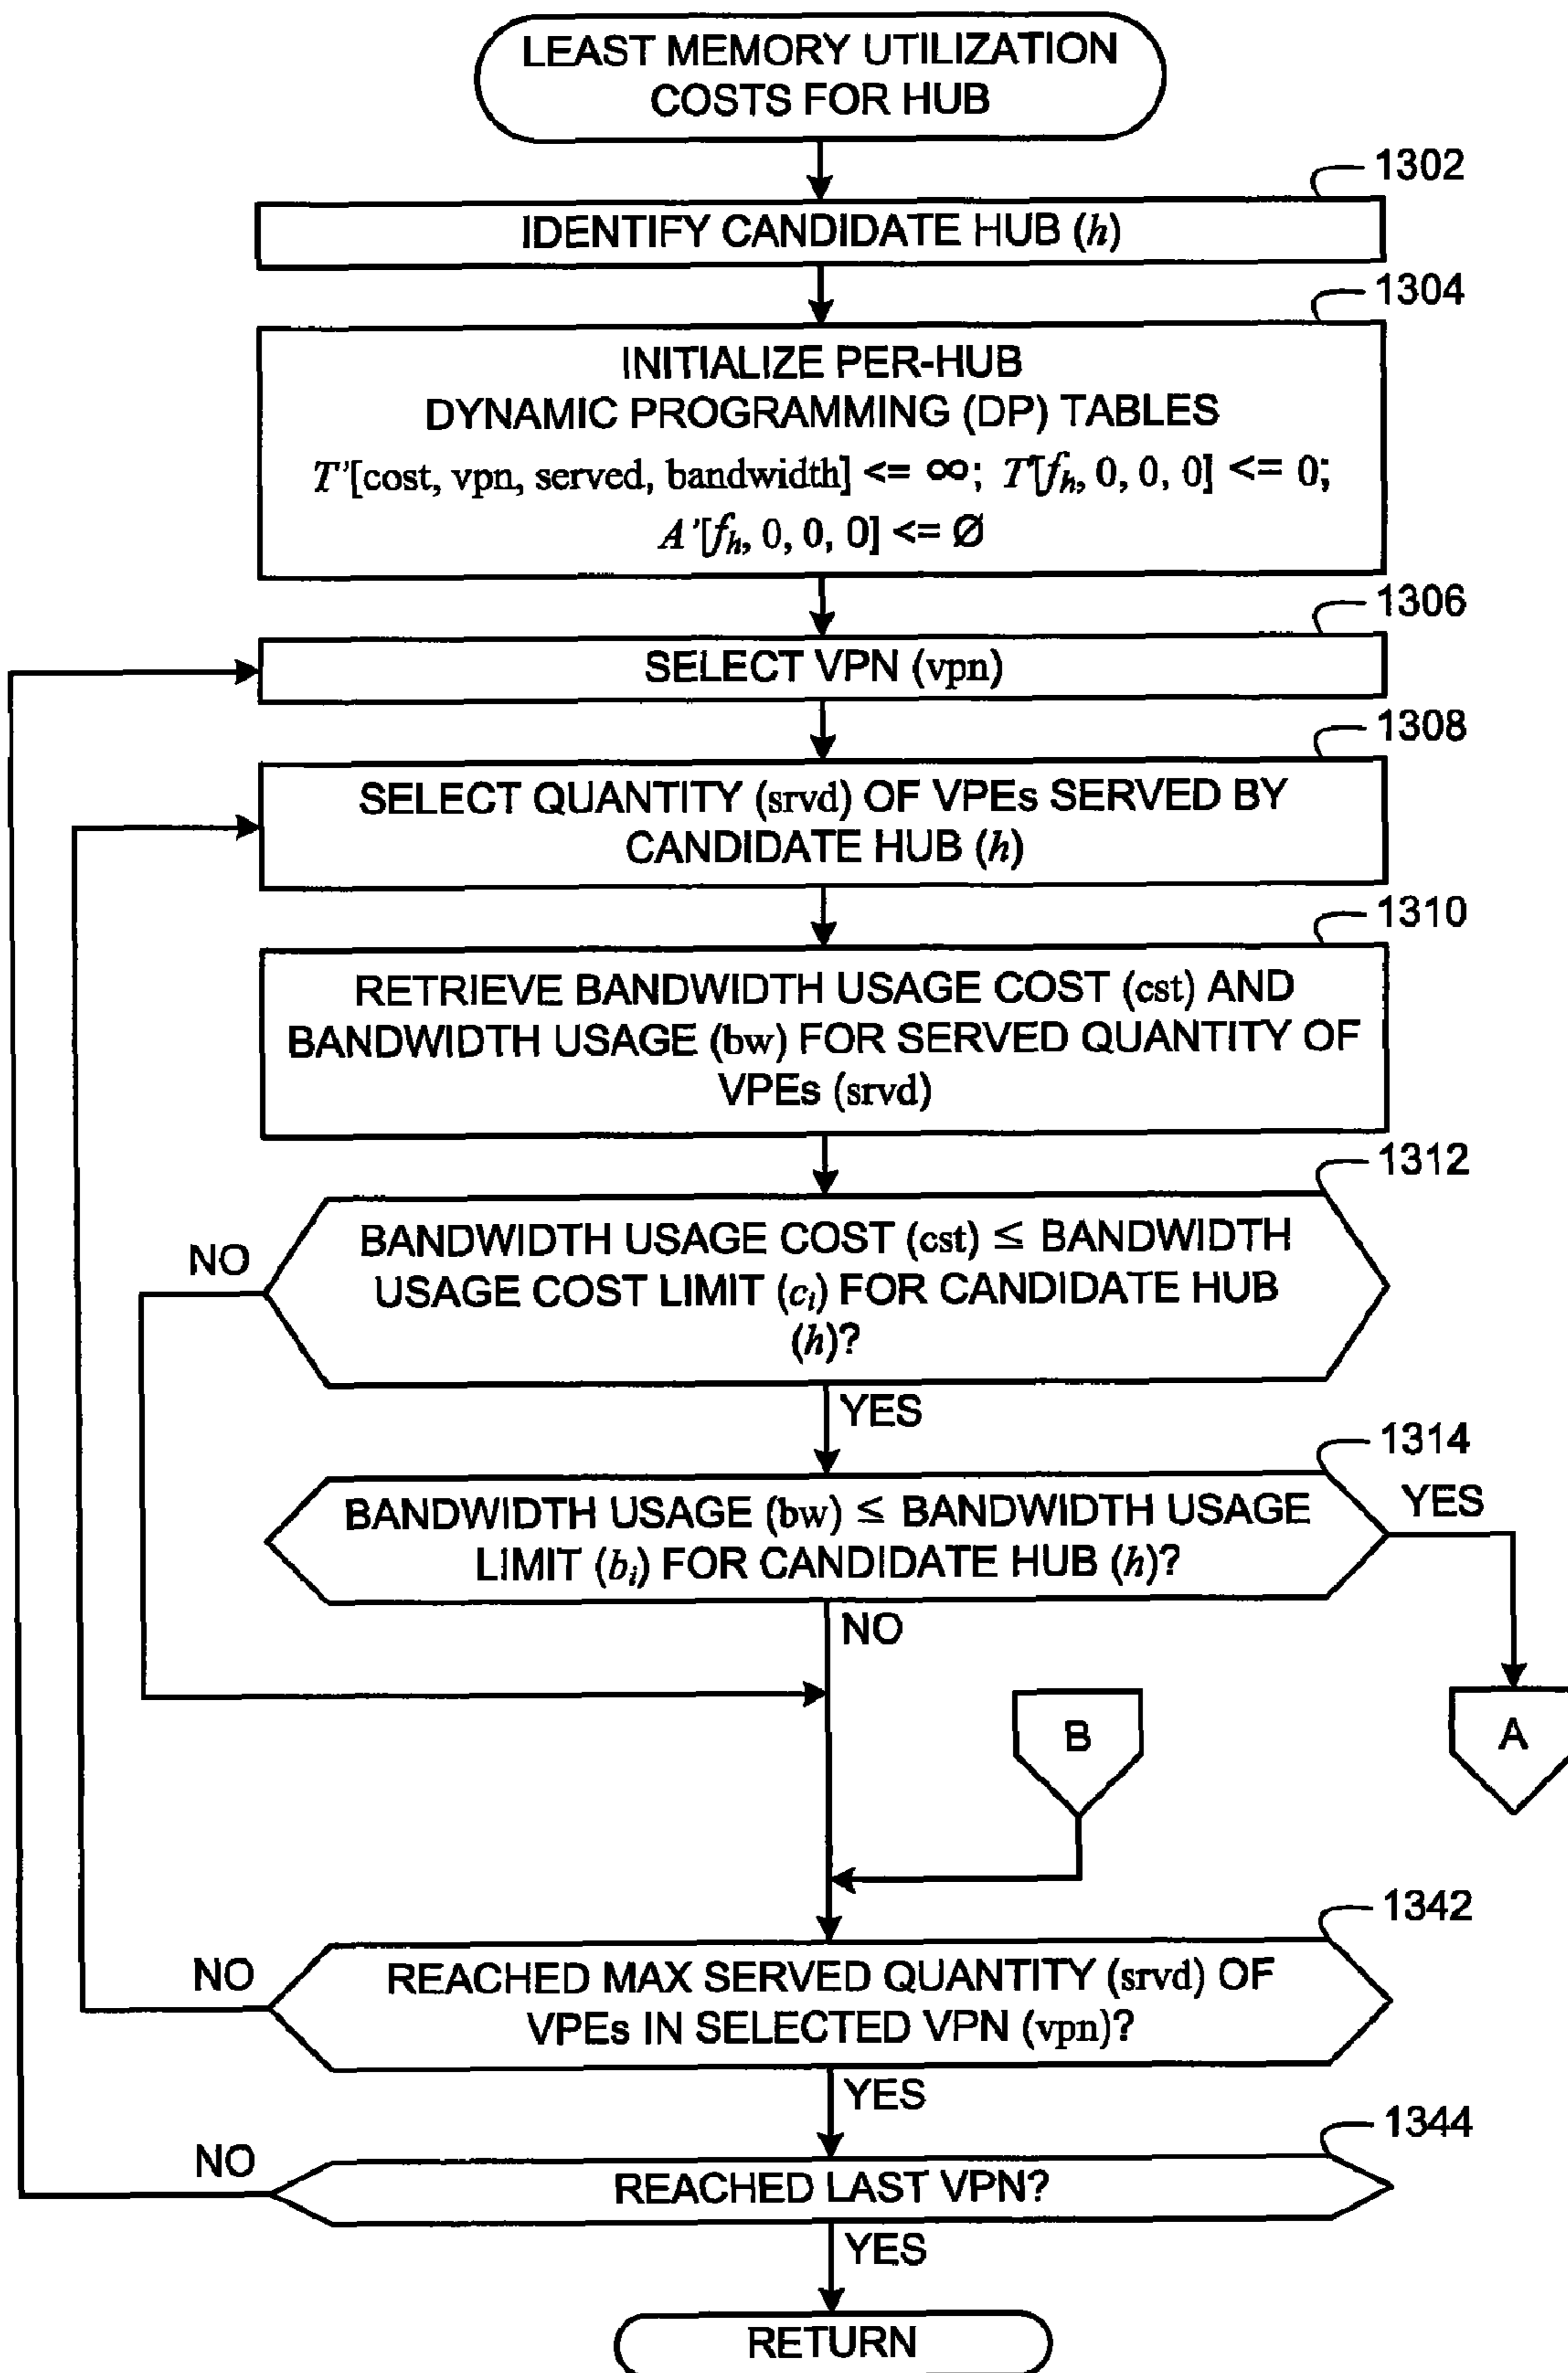 LEAST MEMORY UTILIZATION
COSTS FOR HUB
1302
IDENTIFY CANDIDATE HUB (h)
1304
INITIALIZE PER-HUB
DYNAMIC PROGRAMMING (DP) TABLES
T'[cost, vpn, served, bandwidth] <= ∞; T[fh, 0, 0, 0] <= 0;
A'[fh, 0, 0, 0] <= Ø
1306
SELECT VPN (vpn)
1308
SELECT QUANTITY (srvd) OF VPEs SERVED BY
CANDIDATE HUB (h)
1310
RETRIEVE BANDWIDTH USAGE COST (cst) AND
BANDWIDTH USAGE (bw) FOR SERVED QUANTITY OF
VPEs (srvd)
1312
BANDWIDTH USAGE COST (cst) ≤ BANDWIDTH
USAGE COST LIMIT (ci) FOR CANDIDATE HUB
(h)?
NO
YES
1314
BANDWIDTH USAGE (bw) ≤ BANDWIDTH USAGE
LIMIT (bi) FOR CANDIDATE HUB (h)?
YES
NO
B
A
1342
REACHED MAX SERVED QUANTITY (srvd) OF
VPEs IN SELECTED VPN (vpn)?
NO
YES
1344
REACHED LAST VPN?
NO
YES
RETURN